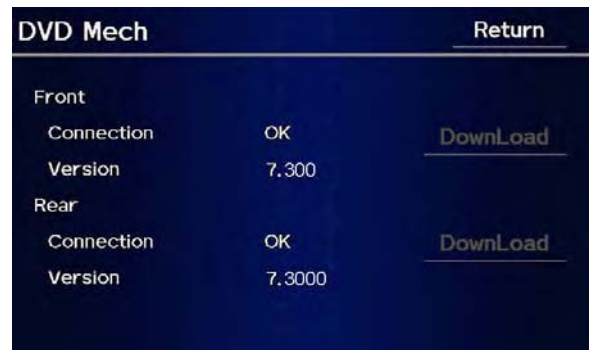 DVD Mech Return
Front
Connection OK DownLoad
Version 7.300
Rear
Connection OK DownLoad
Version 7.3000